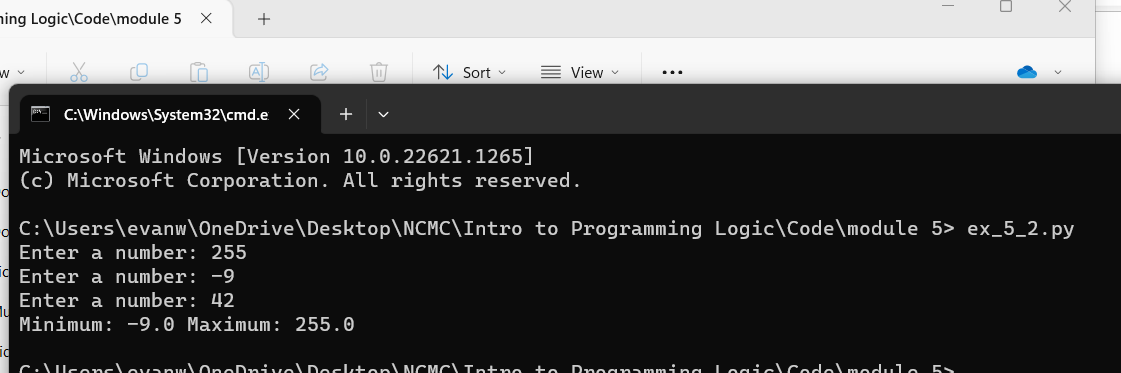 ning Logic\Code\module 5
Sort
View
C:\Windows\System32\cmd.e
Microsoft Windows [Version 10.0.22621.1265]
(c) Microsoft Corporation. All rights reserved.
C:\Users\evanw\OneDrive\Desktop\NCMC\Intro to Programming Logic\Code\module 5> ex_5_2.py
Enter a number: 255
Enter a number: -9
Enter a number: 42
Minimum: -9.0 Maximum: 255.0
C:\Users\evanw\OneDrive\Desktop\NCMC\Intro to Programming Logic\Code\module 5>